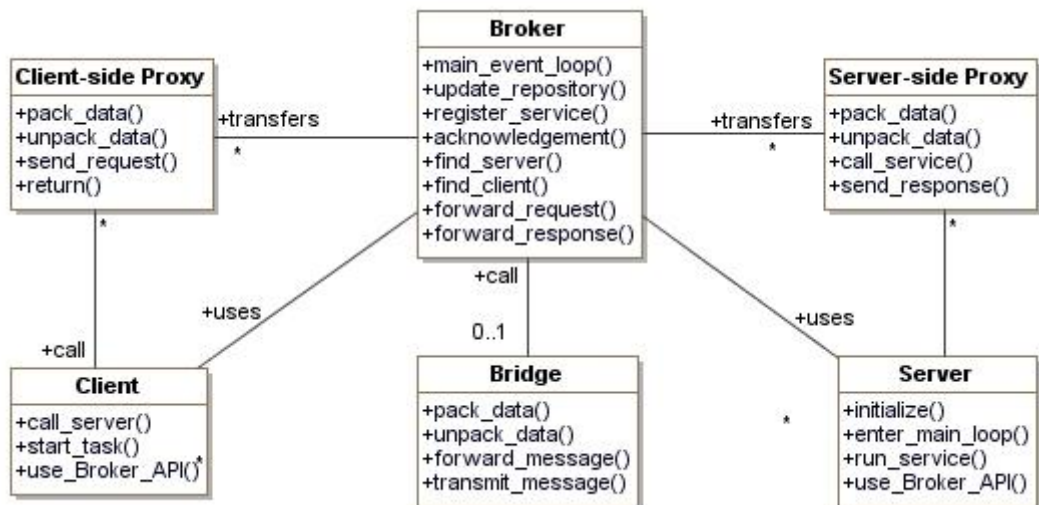 Broker
+main_event_loop()
+update_repository()
+register_service()
+acknowledgement()
+find_server()
+find_client()
+forward_request()
+forward_response()
Client-side Proxy
+pack_data()
+unpack_data()
+send_request()
+return()
+transfers
*
+transfers
*
Server-side Proxy
+pack_data()
+unpack_data()
+call_service()
+send_response()
*
*
+call
+uses
+call
0..1
+uses
Client
+call_server()
+start_task()
+use_Broker_API()
*
Bridge
+pack_data()
+unpack_data()
+forward_message()
+transmit_message()
*
Server
+initialize()
+enter_main_loop()
+run_service()
+use_Broker_API()